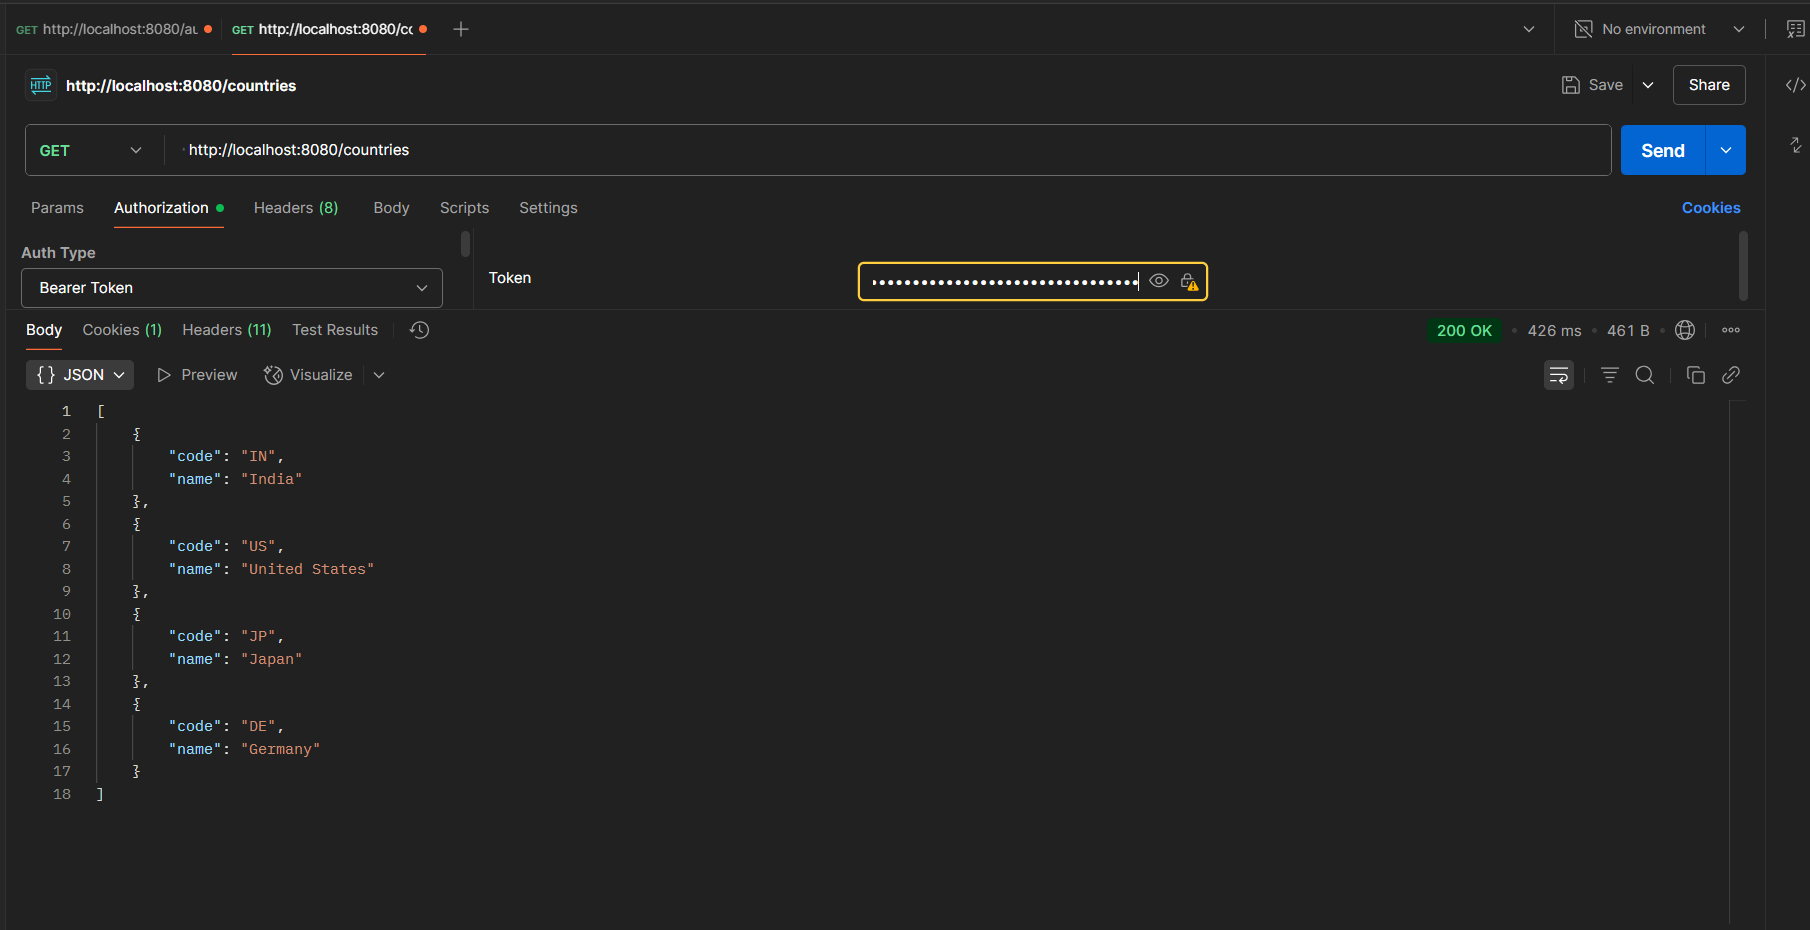 GET http://localhost:8080/au GET http://localhost:8080/cc No environment
HTTP http://localhost:8080/countries Save Share
GET http://localhost:8080/countries Send
Params Authorization Headers (8) Body Scripts Settings Cookies
Auth Type
Token
Bearer Token
Body Cookies (1) Headers (11) Test Results 200 OK 426 ms 461 B
{} JSON Preview Visualize
1 [
2 {
3 "code": "IN",
4 "name": "India"
5 },
6 {
7 "code": "US",
8 "name": "United States"
9 },
10 {
11 "code": "JP",
12 "name": "Japan"
13 },
14 {
15 "code": "DE",
16 "name": "Germany"
17 }
18 ]